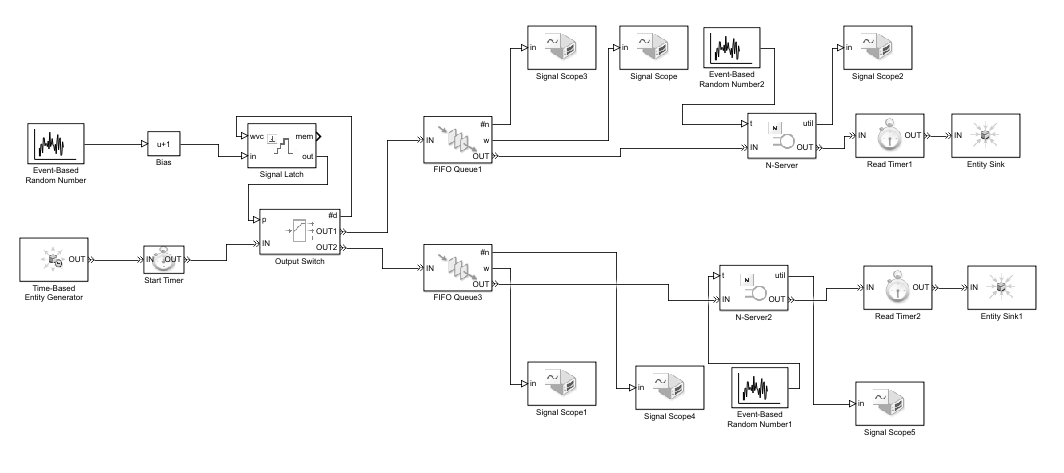 in
Signal Scope3
in
Signal Scope
Event-Based
Random Number2
in
Signal Scope2
Event-Based
Random Number
u+1
Bias
wvc
mem
in
out
Signal Latch
IN
#n
w
OUT
FIFO Queue1
t
util
N
IN
OUT
N-Server
IN
OUT
Read Timer1
IN
Entity Sink
OUT
Time-Based
Entity Generator
IN
OUT
Start Timer
p
#d
OUT1
IN
OUT2
Output Switch
IN
#n
w
OUT
FIFO Queue3
t
util
N
IN
OUT
N-Server2
IN
OUT
Read Timer2
IN
Entity Sink1
in
Signal Scope1
in
Signal Scope4
Event-Based
Random Number1
in
Signal Scope5